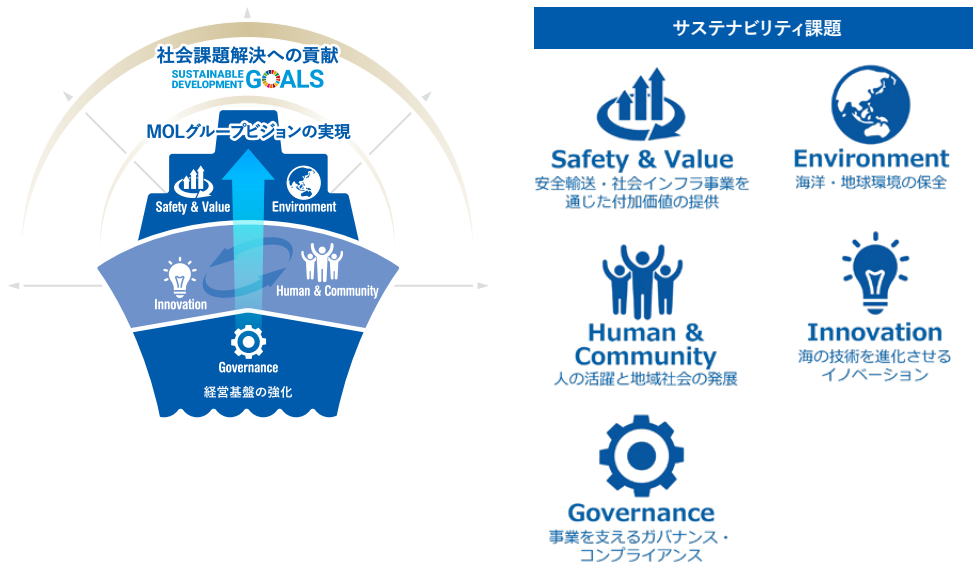 社会課題解決への貢献
SUSTAINABLE
DEVELOPMENT GOALS
MOLグループビジョンの実現
Safety & Value
Environment
Innovation
Human & Community
Governance
経営基盤の強化
サステナビリティ課題
Safety & Value
安全輸送・社会インフラ事業を
通じた付加価値の提供
Environment
海洋・地球環境の保全
Human &
Community
人の活躍と地域社会の発展
Innovation
海の技術を進化させる
イノベーション
Governance
事業を支えるガバナンス・
コンプライアンス